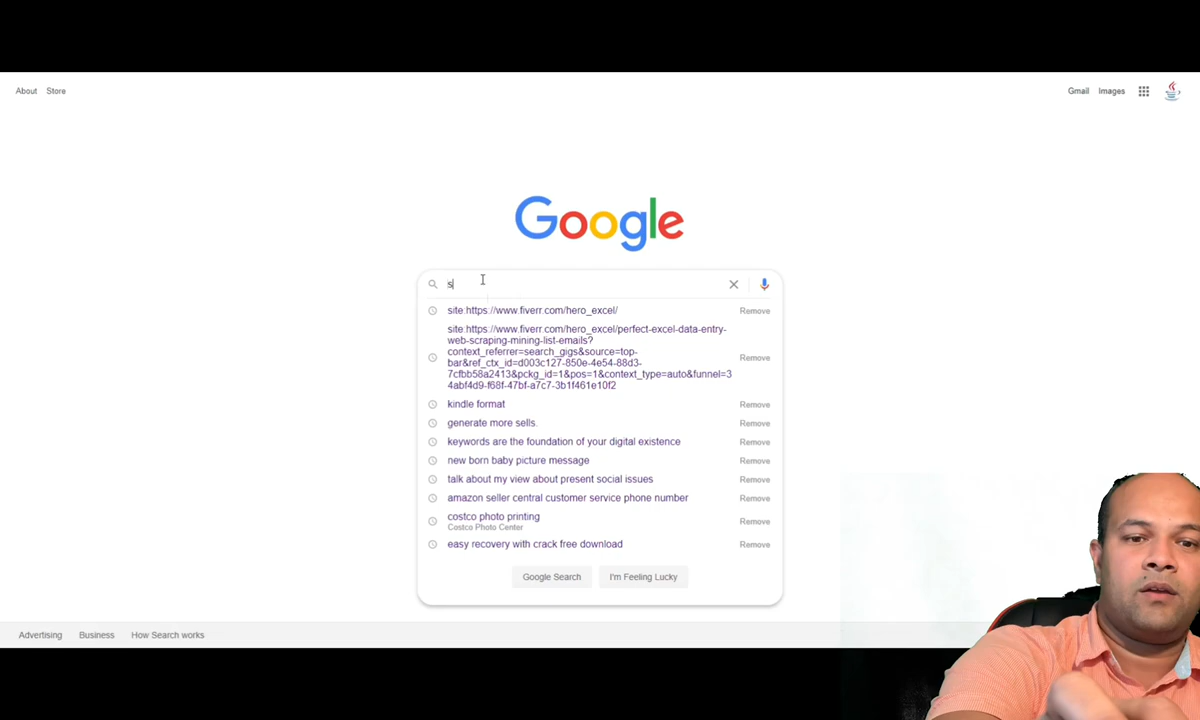 About Store
Gmail Images
Google
s
site:https://www.fiverr.com/hero_excel/ Remove
site:https://www.fiverr.com/hero_excel/perfect-excel-data-entry-
web-scraping-mining-list-emails?
context_referrer=search_gigs&source=top-
bar&ref_ctx_id=d003c127-850e-4e54-88d3-
7cfbb58a2413&pckg_id=1&pos=1&context_type=auto&funnel=3
4abf4d9-f68f-47bf-a7c7-3b1f461e10f2
Remove
kindle format Remove
generate more sells. Remove
keywords are the foundation of your digital existence Remove
new born baby picture message Remove
talk about my view about present social issues Remove
amazon seller central customer service phone number Remove
costco photo printing
Costco Photo Center
Remove
easy recovery with crack free download Remove
Google Search I'm Feeling Lucky
Advertising Business How Search works